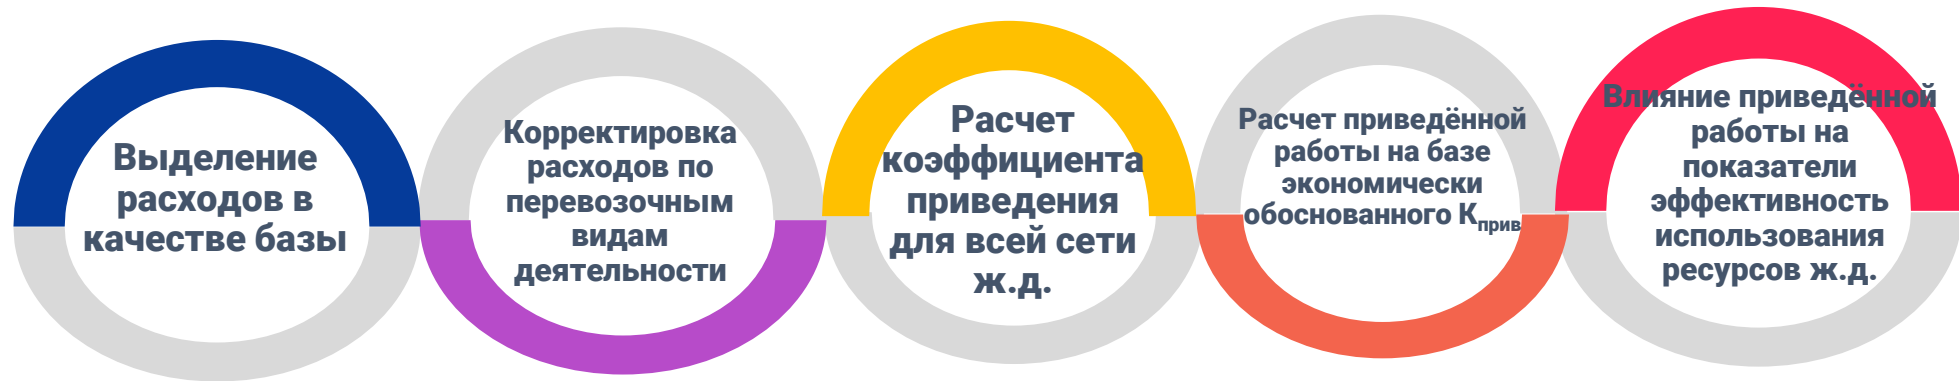 Выделение
расходов в
качестве базы
Корректировка
расходов по
перевозочным
видам
деятельности
Расчет
коэффициента
приведения
для всей сети
ж.д.
Расчет приведённой
работы на базе
экономически
обоснованного Кприв
Влияние приведённой
работы на
показатели
эффективность
использования
ресурсов ж.д.